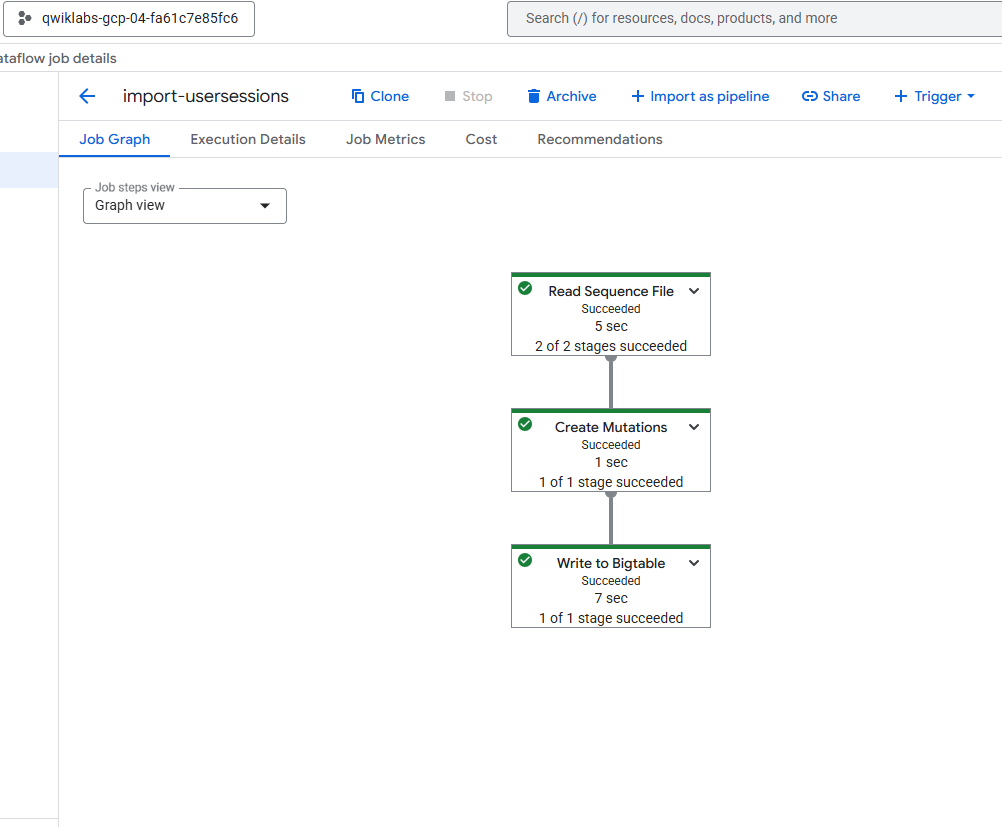 qwiklabs-gcp-04-fa61c7e85fc6
Search (/) for resources, docs, products, and more
ataflow job details
import-usersessions
Clone
Stop
Archive
Import as pipeline
Share
Trigger
Job Graph
Execution Details
Job Metrics
Cost
Recommendations
Job steps view
Graph view
Read Sequence File
Succeeded
5 sec
2 of 2 stages succeeded
Create Mutations
Succeeded
1 sec
1 of 1 stage succeeded
Write to Bigtable
Succeeded
7 sec
1 of 1 stage succeeded